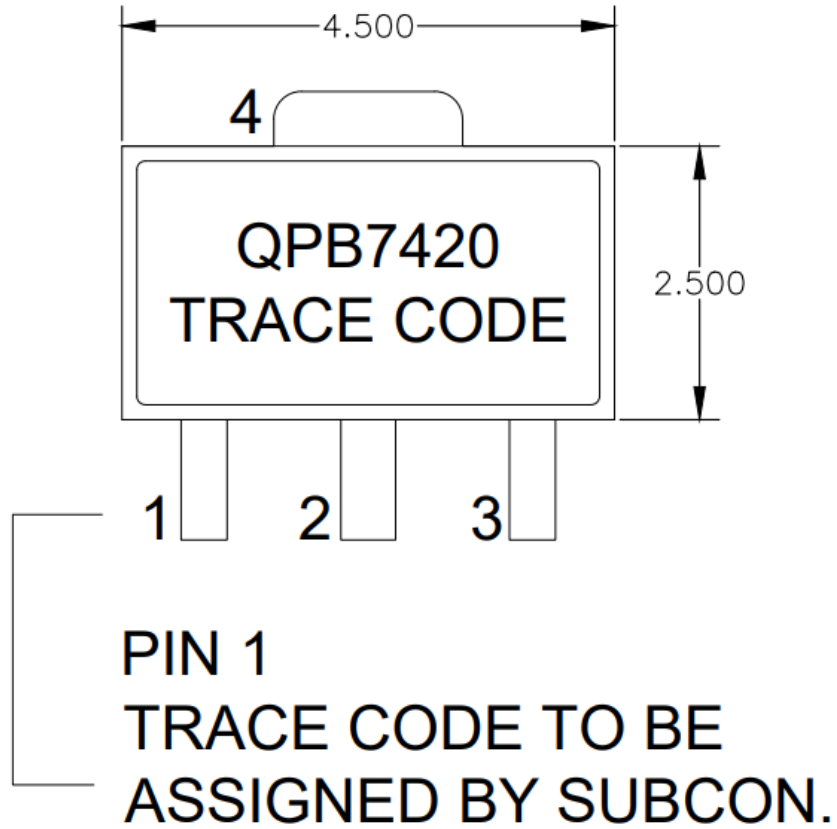 4.500
4
QPB7420
TRACE CODE
2.500
1 2 3
PIN 1
TRACE CODE TO BE
ASSIGNED BY SUBCON.